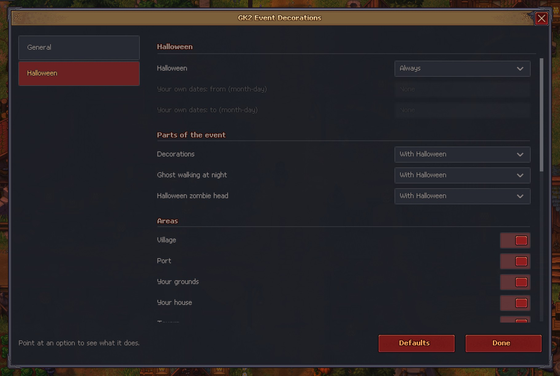 GK2 Event Decorations
General
Halloween
Halloween
Halloween
Always
Your own dates: from (month-day)
Your own dates: to (month-day)
Parts of the event
Decorations
With Halloween
Ghost walking at night
With Halloween
Halloween zombie head
With Halloween
Areas
Village
Port
Your grounds
Your house
Point at an option to see what it does.
Defaults
Done